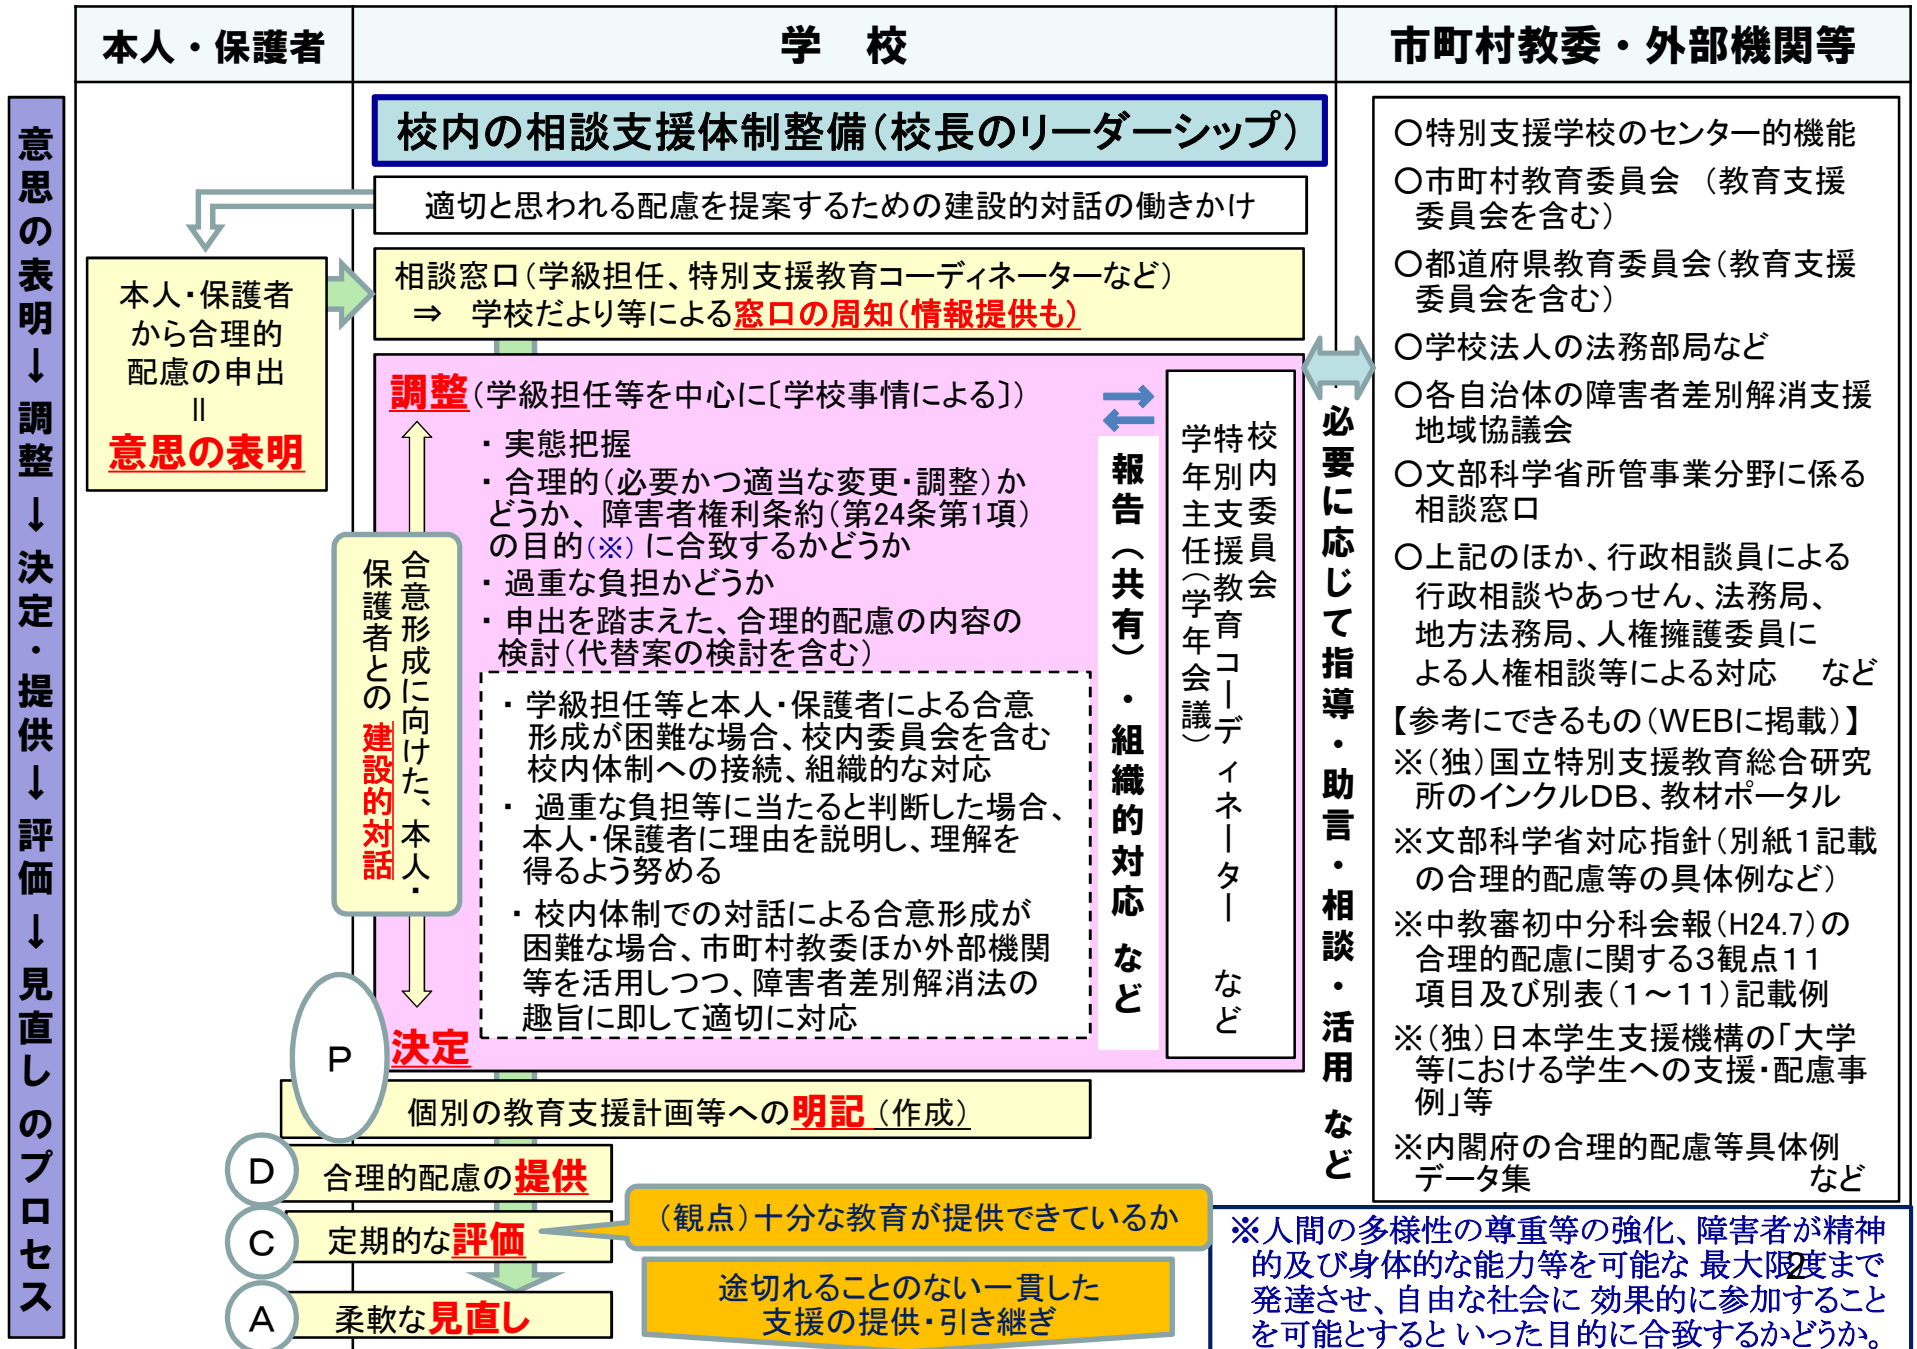 本人・保護者
学　校
市町村教委・外部機関等
意思の表明→調整→決定・提供→評価→見直しのプロセス
校内の相談支援体制整備（校長のリーダーシップ）
適切と思われる配慮を提案するための建設的対話の働きかけ
本人・保護者
から合理的
配慮の申出
＝
意思の表明
相談窓口（学級担任、特別支援教育コーディネーターなど）
⇒　学校だより等による窓口の周知（情報提供も）
調整（学級担任等を中心に〔学校事情による〕）
・実態把握
・合理的（必要かつ適当な変更・調整）か
どうか、障害者権利条約（第24条第1項）
の目的（※）に合致するかどうか
・過重な負担かどうか
・申出を踏まえた、合理的配慮の内容の
検討（代替案の検討を含む）
・学級担任等と本人・保護者による合意
形成が困難な場合、校内委員会を含む
校内体制への接続、組織的な対応
・過重な負担等に当たると判断した場合、
本人・保護者に理由を説明し、理解を
得るよう努める
・校内体制での対話による合意形成が
困難な場合、市町村教委ほか外部機関
等を活用しつつ、障害者差別解消法の
趣旨に即して適切に対応
合意形成に向けた、本人・
保護者との建設的対話
決定
報告（共有）・組織的対応 など
校内委員会
特別支援教育コーディネーター　など
学年主任（学年会議）
必要に応じて指導・助言・相談・活用 など
P
個別の教育支援計画等への明記（作成）
D
合理的配慮の提供
C
定期的な評価
（観点）十分な教育が提供できているか
A
柔軟な見直し
途切れることのない一貫した
支援の提供・引き継ぎ
〇特別支援学校のセンター的機能
〇市町村教育委員会　（教育支援
委員会を含む）
〇都道府県教育委員会（教育支援
委員会を含む）
〇学校法人の法務部局など
〇各自治体の障害者差別解消支援
地域協議会
〇文部科学省所管事業分野に係る
相談窓口
〇上記のほか、行政相談員による
行政相談やあっせん、法務局、
地方法務局、人権擁護委員に
よる人権相談等による対応　など
【参考にできるもの（WEBに掲載）】
※（独）国立特別支援教育総合研究
所のインクルDB、教材ポータル
※文部科学省対応指針（別紙１記載
の合理的配慮等の具体例など）
※中教審初中分科会報（H24.7）の
合理的配慮に関する３観点１１
項目及び別表（１～１１）記載例
※（独）日本学生支援機構の「大学
等における学生への支援・配慮事
例」等
※内閣府の合理的配慮等具体例
データ集　など
※人間の多様性の尊重等の強化、障害者が精神
的及び身体的な能力等を可能な 最大限度まで
発達させ、自由な社会に 効果的に参加すること
を可能とすると いった目的に合致するかどうか。
2